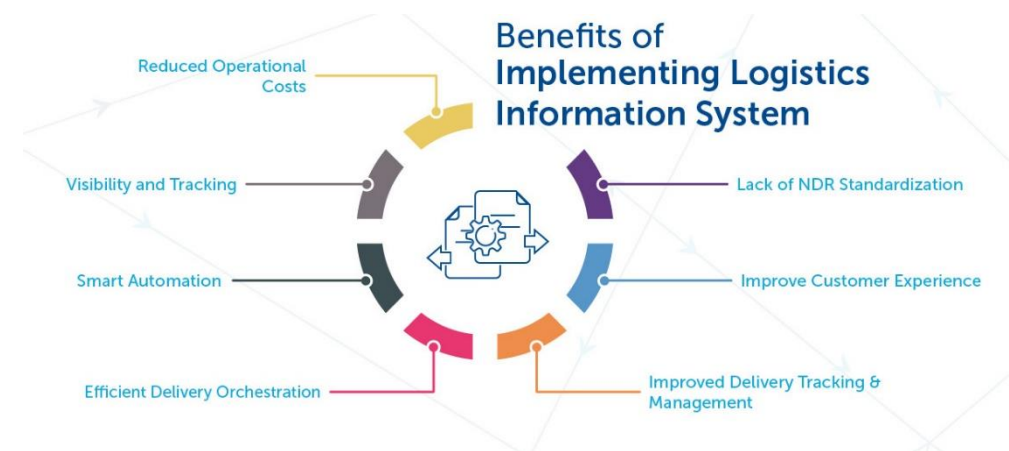 Benefits of
Implementing Logistics
Information System
Reduced Operational
Costs
Visibility and Tracking
Smart Automation
Efficient Delivery Orchestration
Lack of NDR Standardization
Improve Customer Experience
Improved Delivery Tracking &
Management